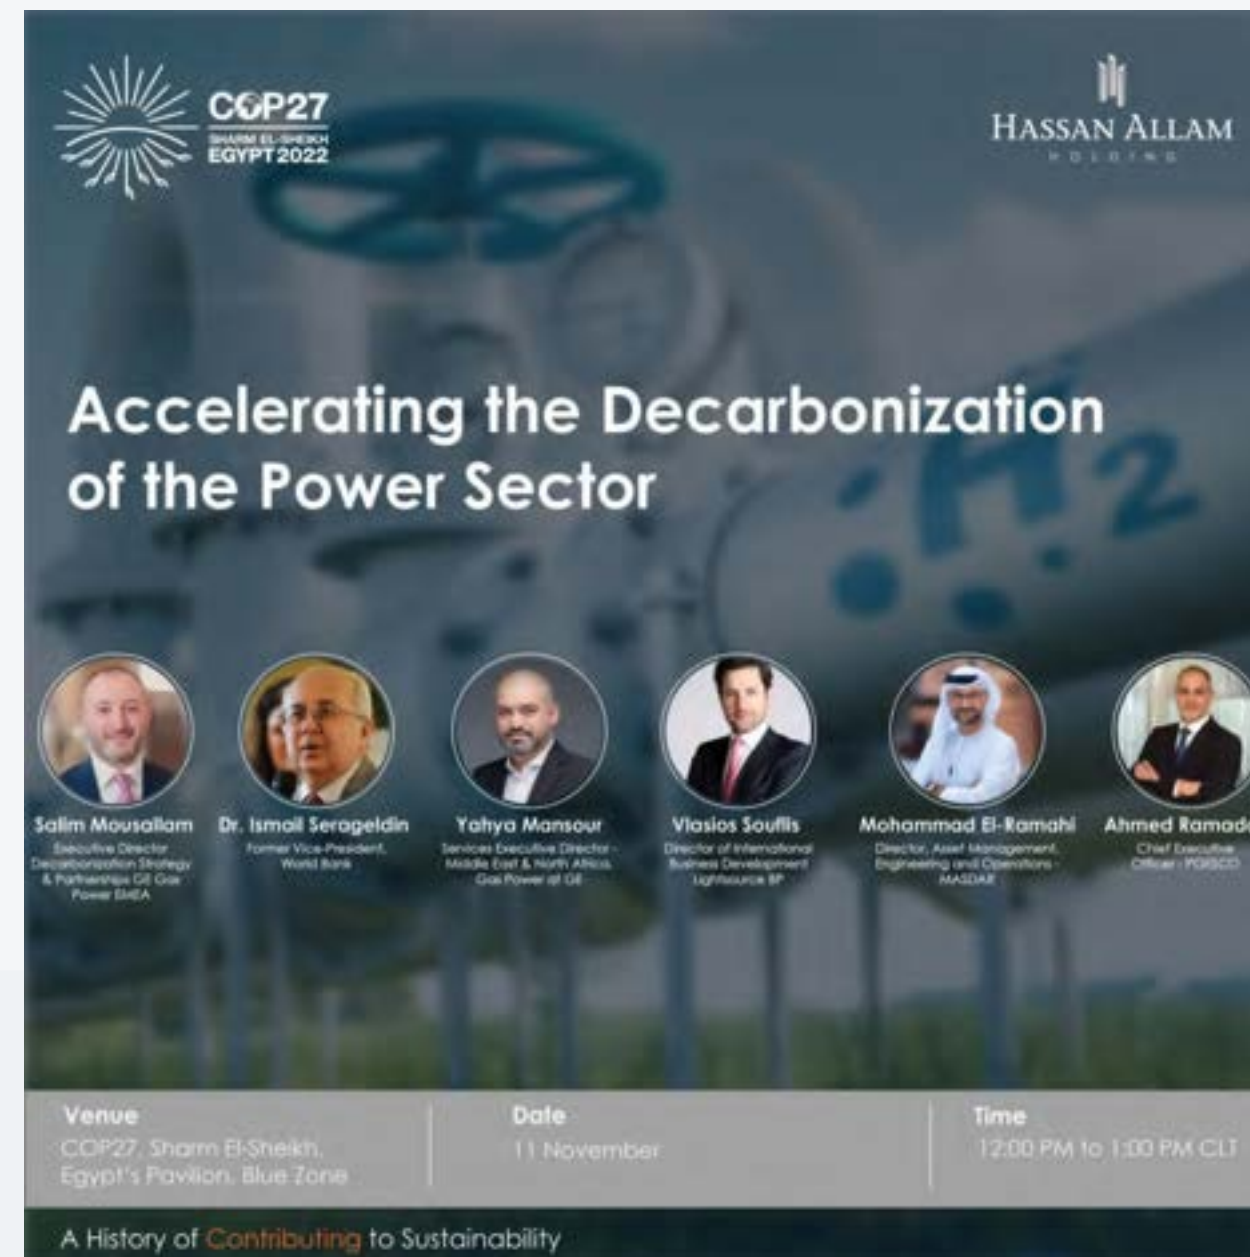 COP27
SHARM EL-SHEIKH
EGYPT 2022
HASSAN ALLAM
HOLDING
Accelerating the Decarbonization
of the Power Sector
H2
Salim Mousallam
Executive Director
Decarbonization Strategy
& Partnerships GE Gas
Power EMEA
Dr. Ismail Serageldin
Former Vice-President,
World Bank
Yahya Mansour
Services Executive Director -
Middle East & North Africa,
Gas Power at GE
Vlasios Souflis
Director of International
Business Development
Lightsource BP
Mohammad El-Ramahi
Director, Asset Management,
Engineering and Operations -
MASDAR
Ahmed Ramad
Chief Executive
Officer - PGESCO
Venue
COP27, Sharm El-Sheikh,
Egypt's Pavilion, Blue Zone
Date
11 November
Time
12:00 PM to 1:00 PM CLT
A History of Contributing to Sustainability